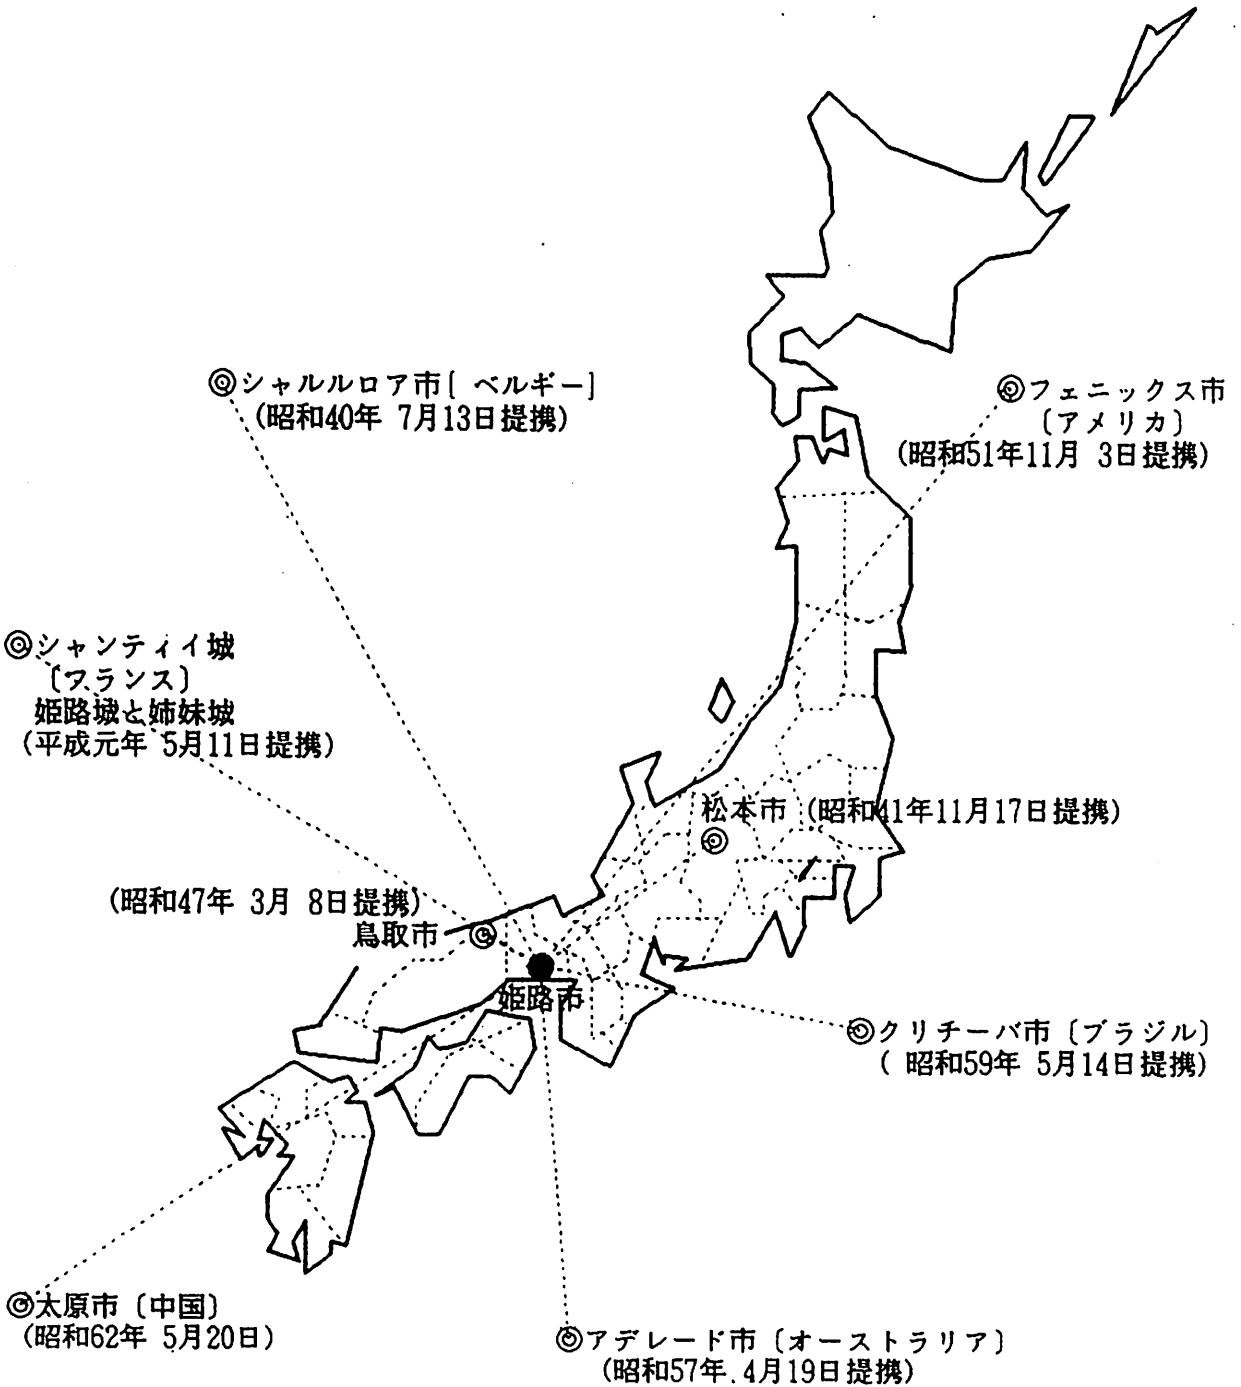 ◎シャルルロア市〔 ベルギー〕
(昭和40年 7月13日提携)
◎フェニックス市
〔アメリカ〕
(昭和51年11月 3日提携)
◎シャンティイ城
〔フランス〕
姫路城と姉妹城
(平成元年 5月11日提携)
松本市 (昭和41年11月17日提携)
(昭和47年 3月 8日提携)
鳥取市
姫路市
◎クリチーバ市〔ブラジル〕
( 昭和59年 5月14日提携)
◎太原市〔中国〕
(昭和62年 5月20日)
◎アデレード市〔オーストラリア〕
(昭和57年 4月19日提携)